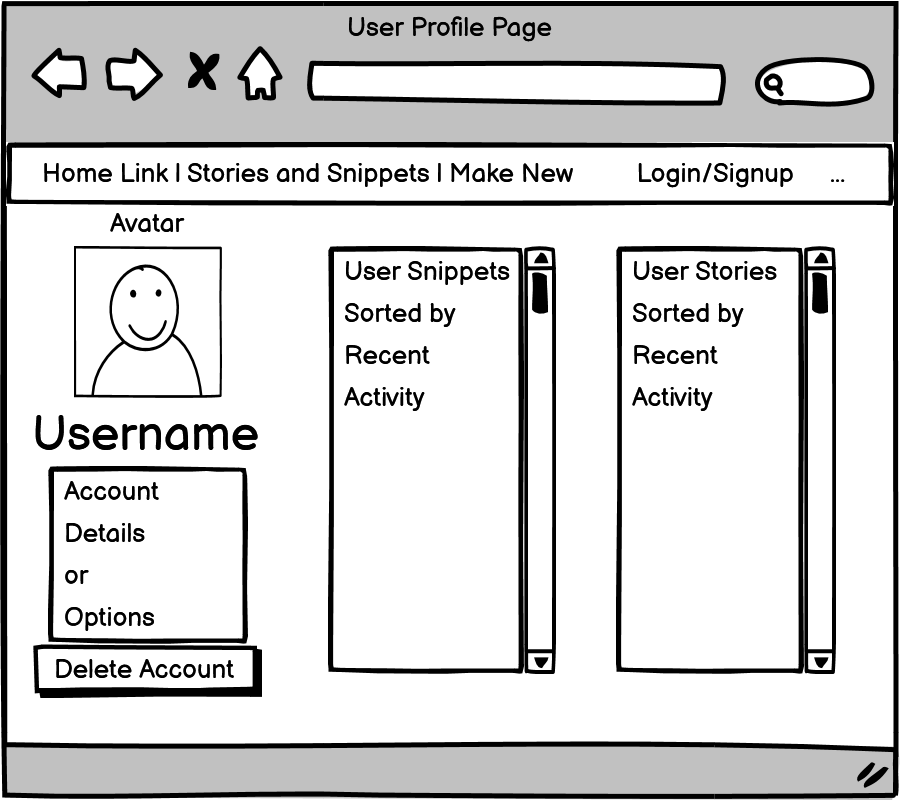 User Profile Page
Home Link | Stories and Snippets | Make New Login/Signup ...
Avatar
Username
Account
Details
or
Options
Delete Account
User Snippets
Sorted by
Recent
Activity
User Stories
Sorted by
Recent
Activity